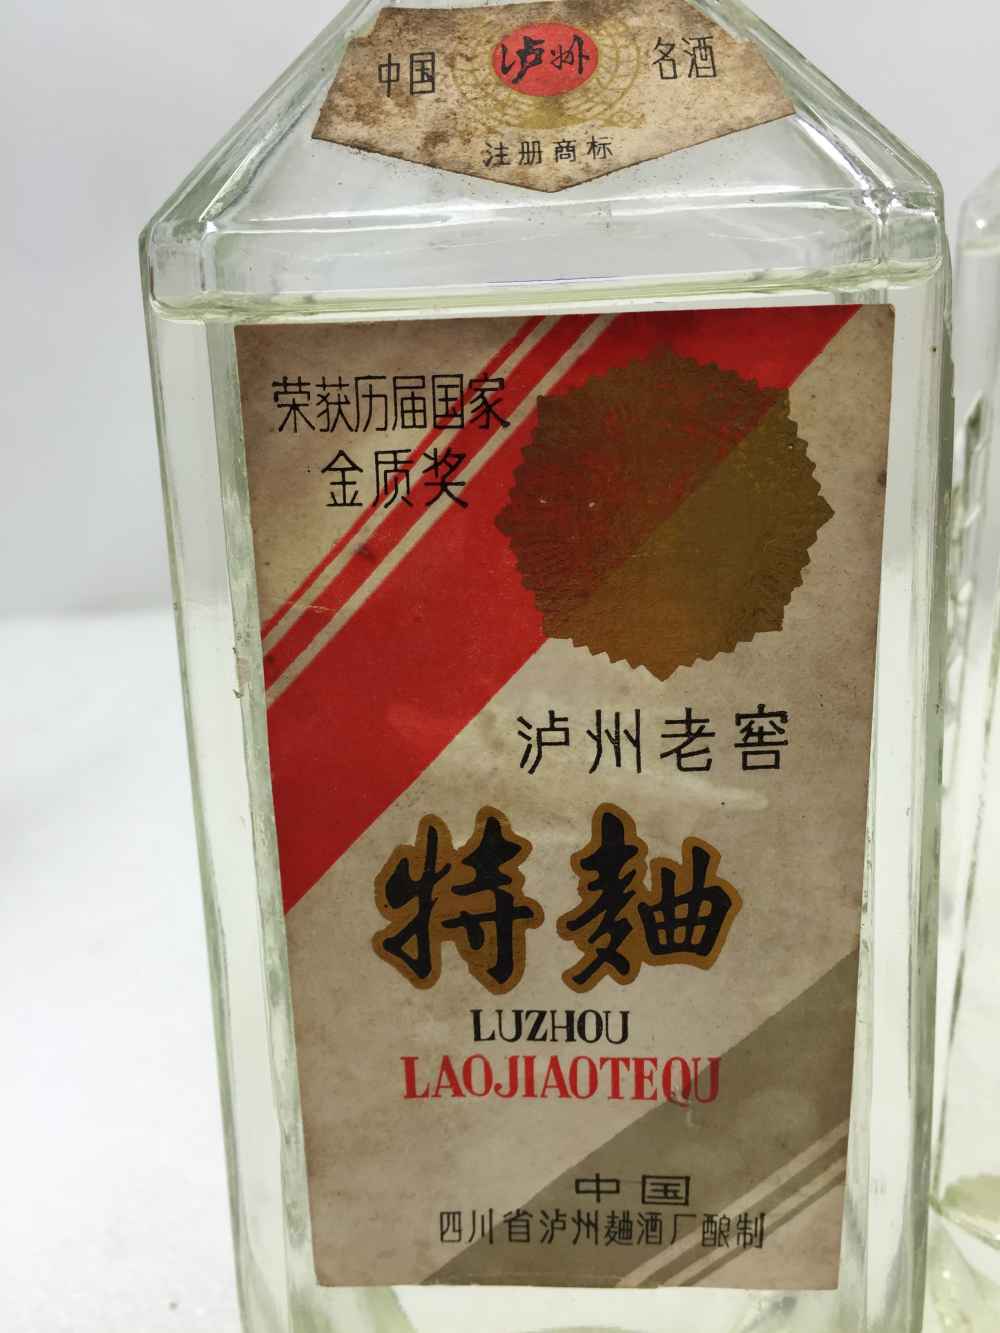 中国 泸州 名酒
注册商标
荣获历届国家
金质奖
泸州老窖
特麯
LUZHOU
LAOJIAOTEQU
中国
四川省泸州麯酒厂酿制